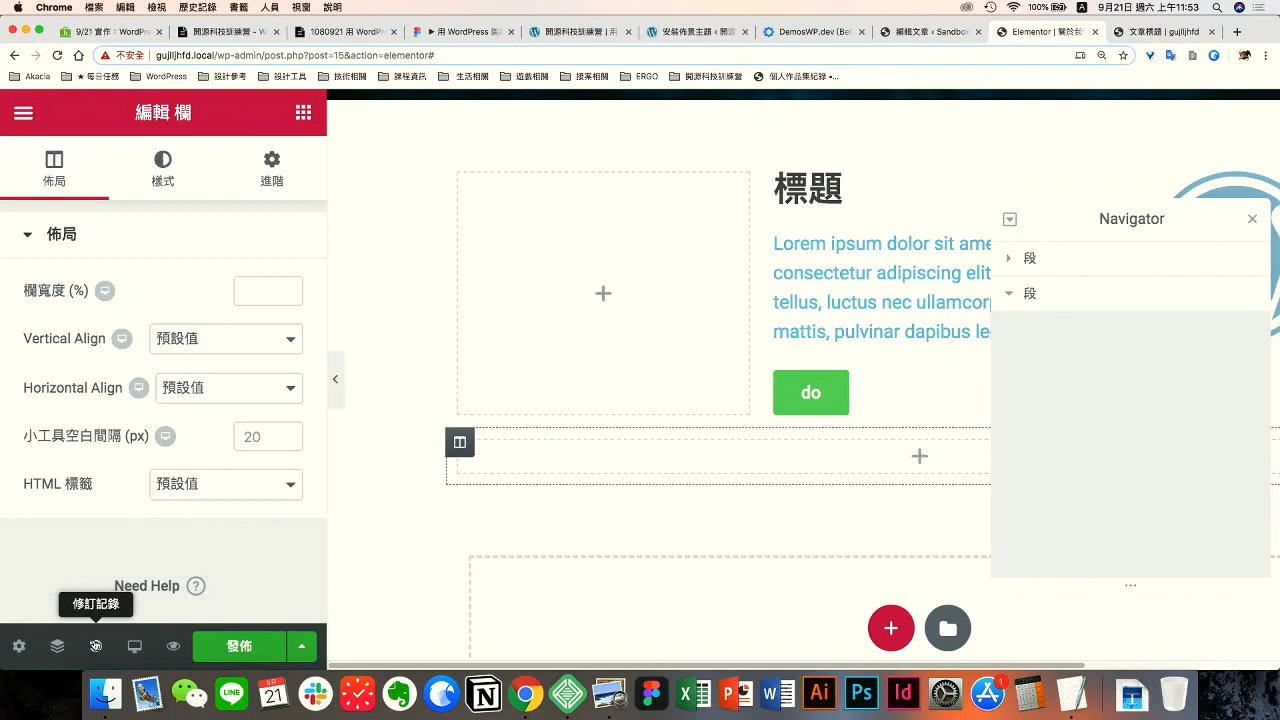 Chrome 檔案 編輯 檢視 歷史記錄 書籤 人員 視窗 說明
100% 9月21日 週六 上午11:53
9/21 實作：WordPr
開源科技訓練營 - W
1080921 用 WordPr
用 WordPress 架
開源科技訓練營 | 用
安裝佈景主題 < 開
DemosWP.dev (Be
編輯文章 < Sandbox
Elementor | 關於我
文章標題 | gujlljhfd
不安全 gujlljhfd.local/wp-admin/post.php?post=15&action=elementor#
Akacia ★ 每日任務 WordPress 設計參考 設計工具 技術相關 課程資訊 生活相關 遊戲相關 接案相關 ERGO 開源科技訓練營 個人作品集紀錄 •...
編輯 欄
佈局 樣式 進階
佈局
欄寬度 (%)
Vertical Align 預設值
Horizontal Align 預設值
小工具空白間隔 (px) 20
HTML 標籤 預設值
Need Help ?
修訂記錄
發佈
標題
Lorem ipsum dolor sit ame
consectetur adipiscing elit
tellus, luctus nec ullamcorp
mattis, pulvinar dapibus le
do
Navigator
段
段
9月
21
1
Ai Ps Id